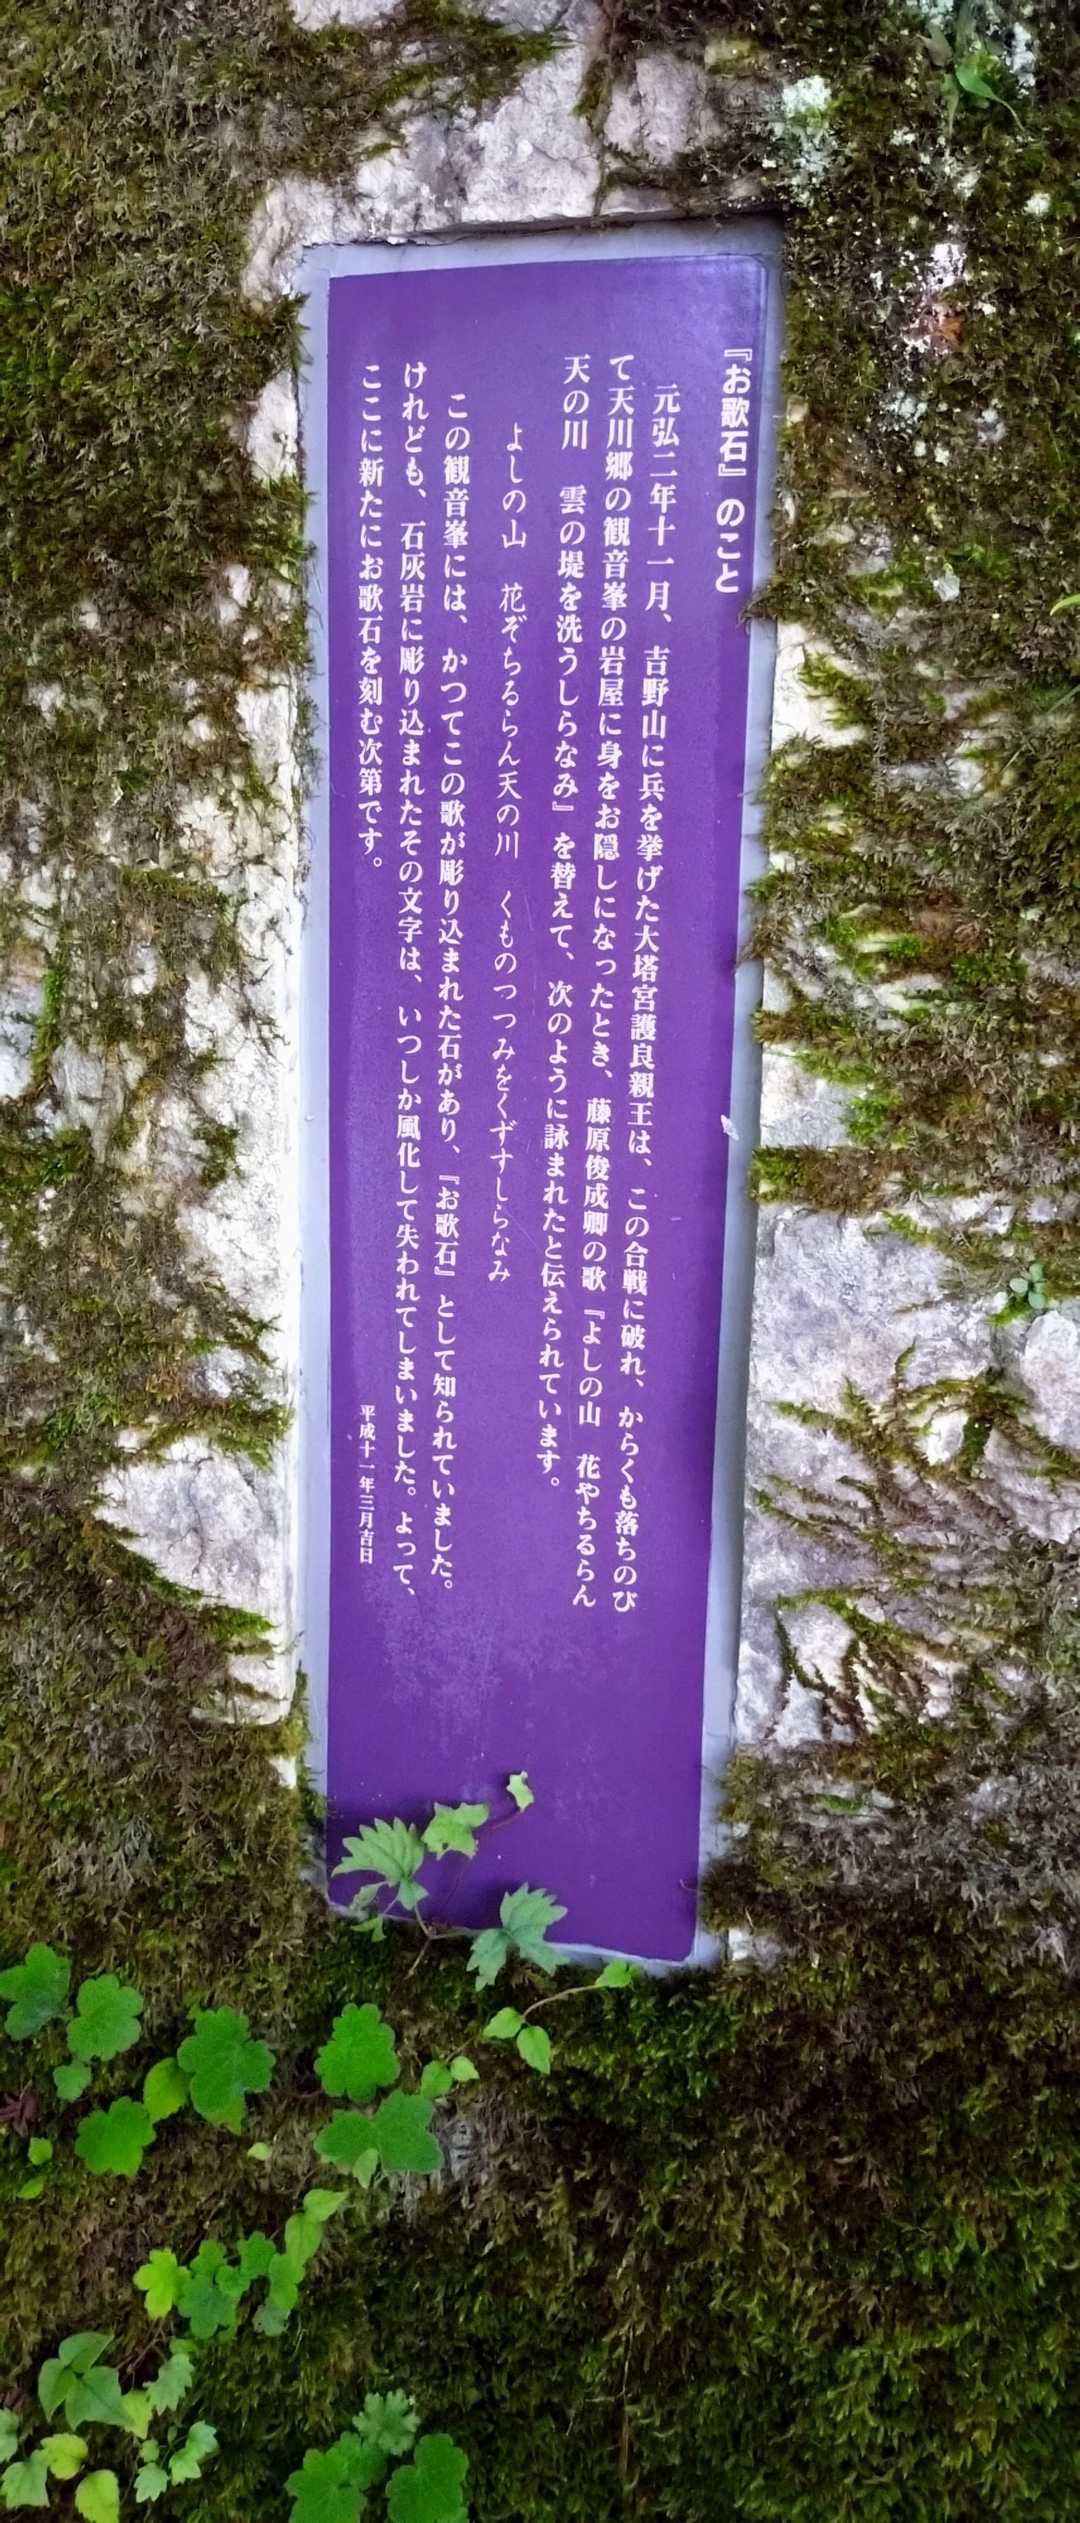 『お歌石』のこと
元弘二年十一月、吉野山に兵を挙げた大塔宮護良親王は、この合戦に破れ、からくも落ちのび
て天川郷の観音峯の岩屋に身をお隠しになったとき、藤原俊成卿の歌『よしの山　花やちるらん
天の川　雲の堤を洗うしらなみ』を替えて、次のように詠まれたと伝えられています。
よしの山　花ぞちるらん天の川　くものつつみをくずすしらなみ
この観音峯には、かつてこの歌が彫り込まれた石があり、『お歌石』として知られていました。
けれども、石灰岩に彫り込まれたその文字は、いつしか風化して失われてしまいました。よって、
ここに新たにお歌石を刻む次第です。
平成十一年三月吉日